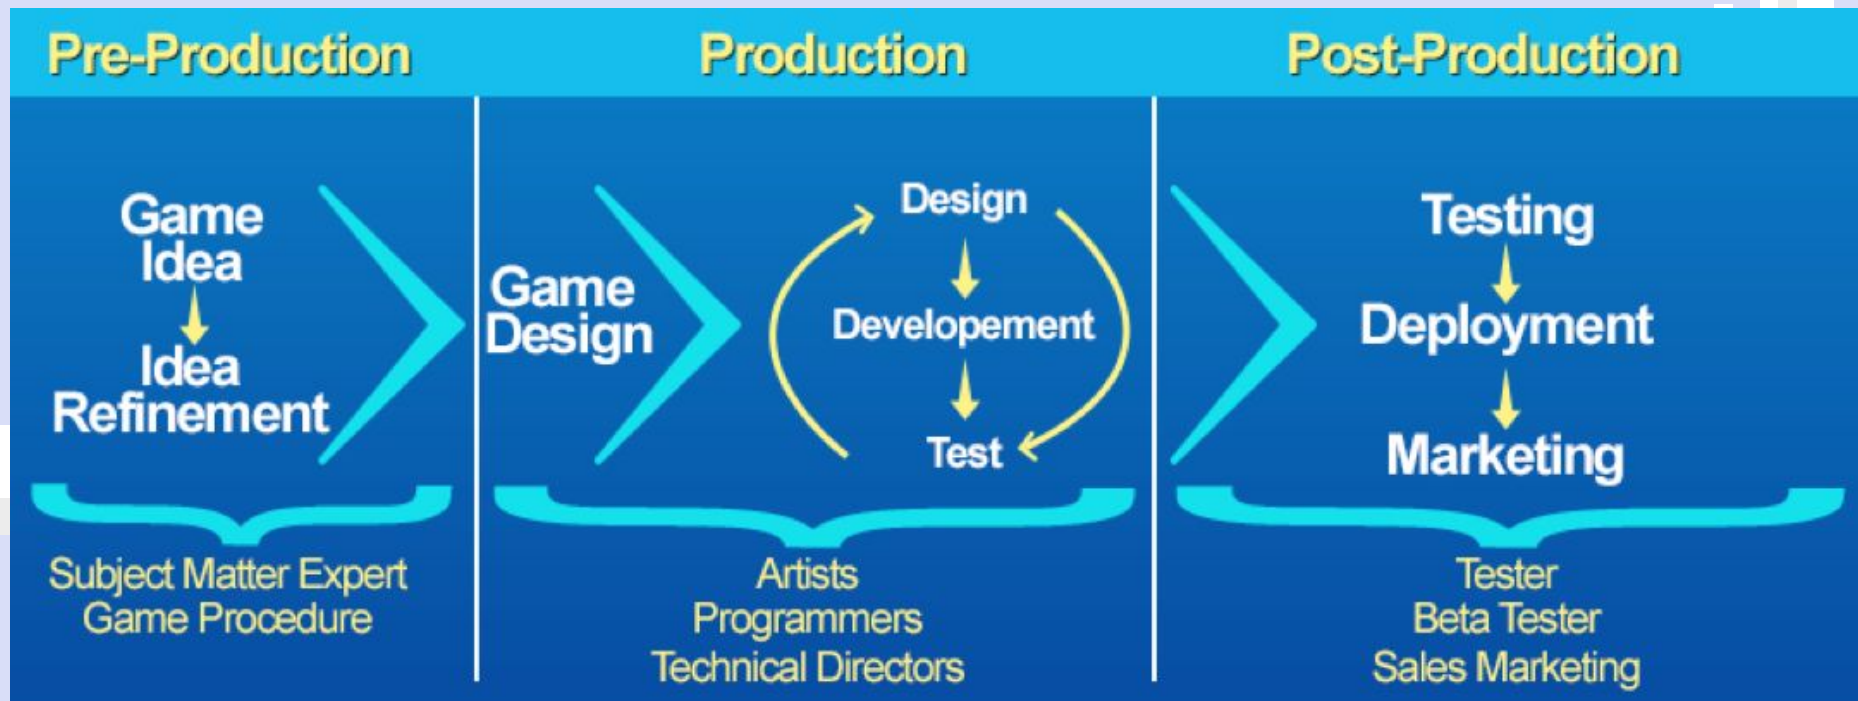 Pre-Production
Production
Post-Production
Game
Idea
Idea
Refinement
Game
Design
Design
Developement
Test
Testing
Deployment
Marketing
Subject Matter Expert
Game Procedure
Artists
Programmers
Technical Directors
Tester
Beta Tester
Sales Marketing